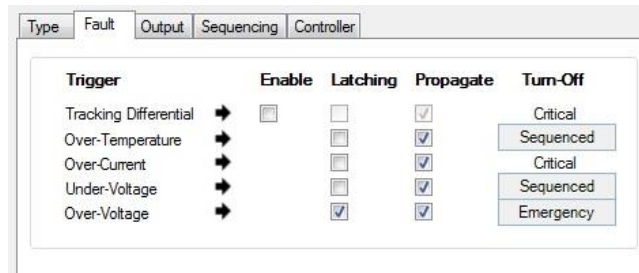 Type Fault Output Sequencing Controller
Trigger Enable Latching Propagate Turn-Off
Tracking Differential Critical
Over-Temperature Sequenced
Over-Current Critical
Under-Voltage Sequenced
Over-Voltage Emergency